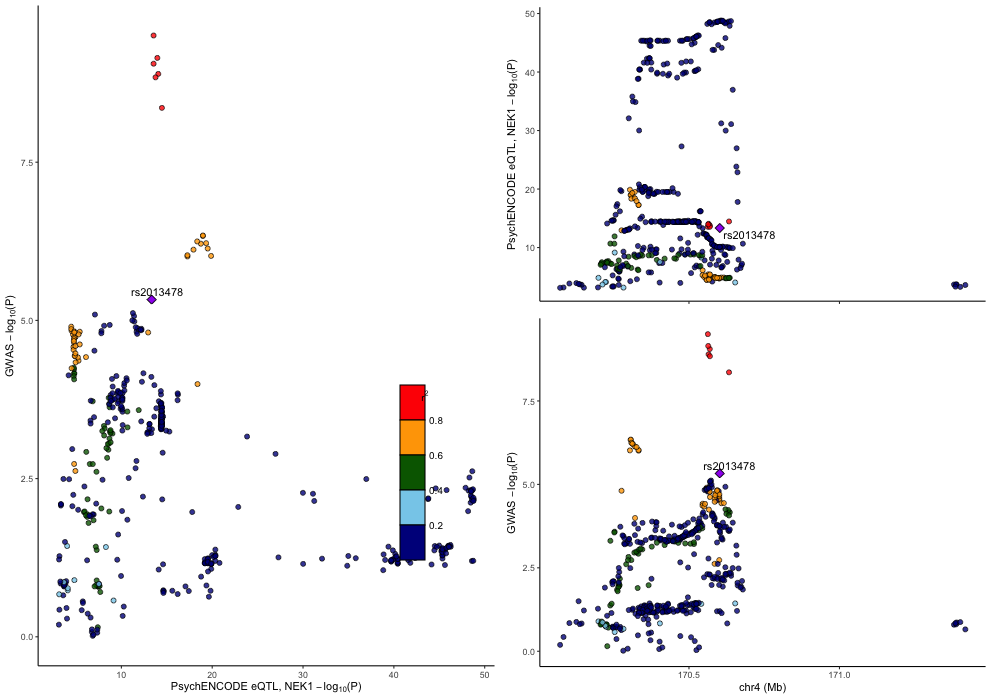 7.5
5.0
2.5
0.0
GWAS − log10(P)
10
20
30
40
50
PsychENCODE eQTL, NEK1 − log10(P)
rs2013478
r2
0.8
0.6
0.4
0.2
50
40
30
20
10
PsychENCODE eQTL, NEK1 − log10(P)
rs2013478
7.5
5.0
2.5
0.0
GWAS − log10(P)
rs2013478
170.5
171.0
chr4 (Mb)